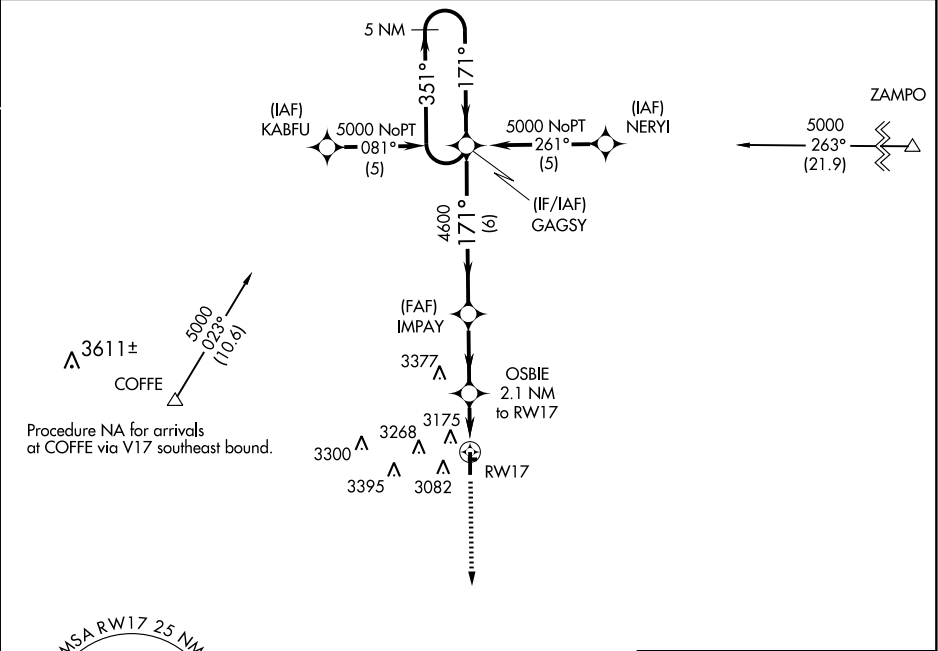 5 NM
351°
171°
(IAF)
KABFU
5000 NoPT
081°
(5)
5000 NoPT
261°
(5)
(IAF)
NERYI
ZAMPO
5000
263°
(21.9)
(IF/IAF)
GAGSY
4600
171°
(6)
5000
023°
(10.6)
3611±
COFFE
Procedure NA for arrivals
at COFFE via V17 southeast bound.
(FAF)
IMPAY
3377
OSBIE
2.1 NM
to RW17
3175
3268
3300
3395
3082
RW17
MSA RW17 25 NM